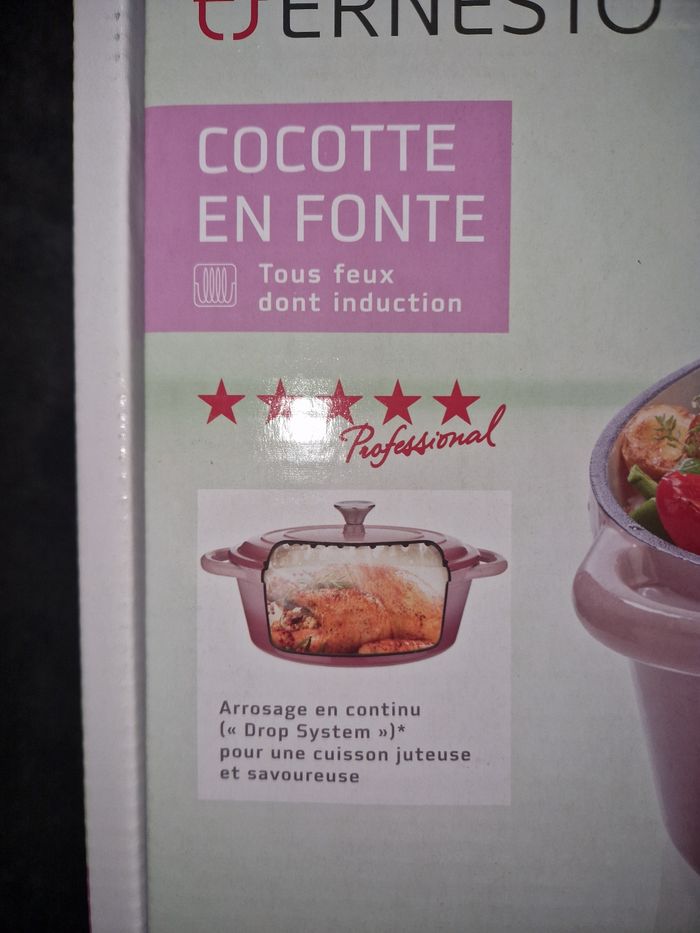 ERNESTO
COCOTTE
EN FONTE
Tous feux
dont induction
Professional
Arrosage en continu
(« Drop System »)*
pour une cuisson juteuse
et savoureuse